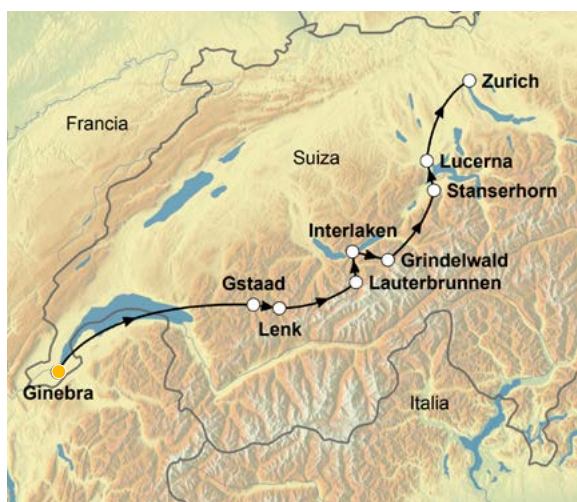 Zurich
Francia
Suiza
Lucerna
Stanserhorn
Interlaken
Grindelwald
Gstaad
Lauterbrunnen
Lenk
Ginebra
Italia